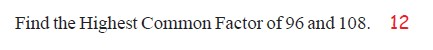 Find the Highest Common Factor of 96 and 108. 12